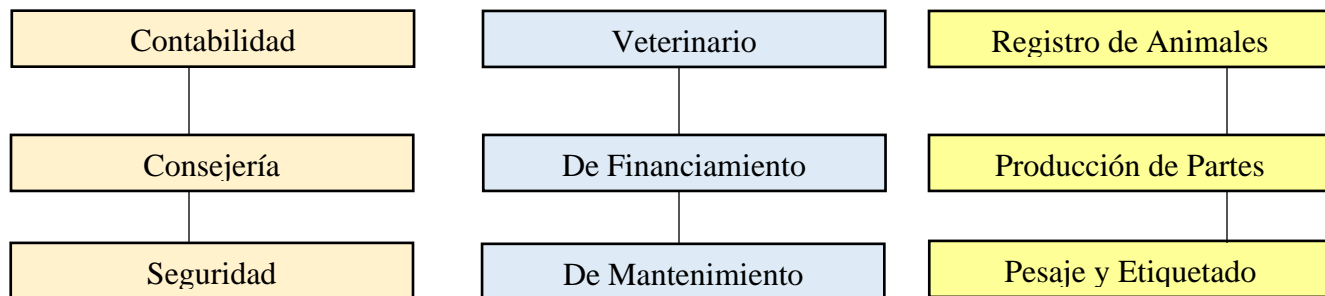 Contabilidad
Veterinario
Registro de Animales
Consejería
De Financiamiento
Producción de Partes
Seguridad
De Mantenimiento
Pesaje y Etiquetado